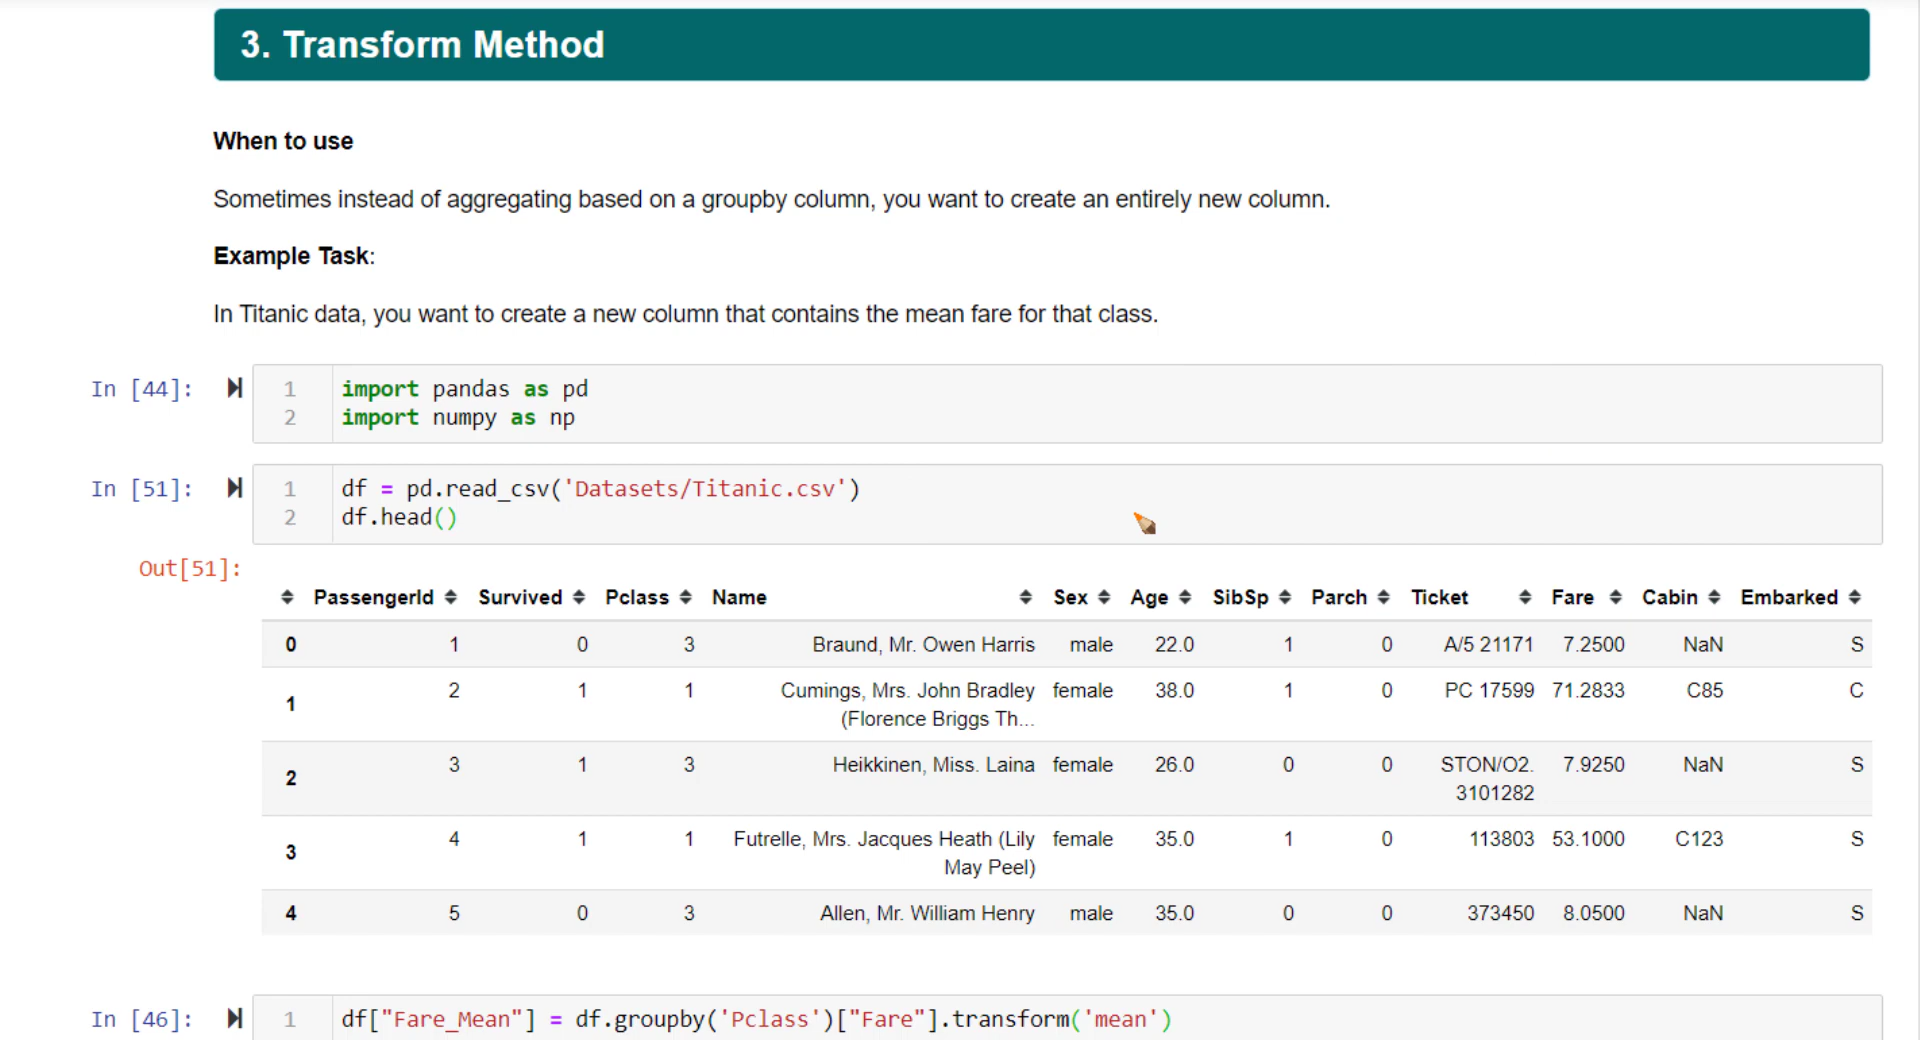 3. Transform Method
When to use
Sometimes instead of aggregating based on a groupby column, you want to create an entirely new column.
Example Task:
In Titanic data, you want to create a new column that contains the mean fare for that class.
In [44]:
1 import pandas as pd
2 import numpy as np
In [51]:
1 df = pd.read_csv('Datasets/Titanic.csv')
2 df.head()
Out[51]:
PassengerId Survived Pclass Name Sex Age SibSp Parch Ticket Fare Cabin Embarked
0 1 0 3 Braund, Mr. Owen Harris male 22.0 1 0 A/5 21171 7.2500 NaN S
1 2 1 1 Cumings, Mrs. John Bradley female 38.0 1 0 PC 17599 71.2833 C85 C
(Florence Briggs Th...
2 3 1 3 Heikkinen, Miss. Laina female 26.0 0 0 STON/O2. 7.9250 NaN S
3101282
3 4 1 1 Futrelle, Mrs. Jacques Heath (Lily female 35.0 1 0 113803 53.1000 C123 S
May Peel)
4 5 0 3 Allen, Mr. William Henry male 35.0 0 0 373450 8.0500 NaN S
In [46]:
1 df["Fare_Mean"] = df.groupby('Pclass')["Fare"].transform('mean')